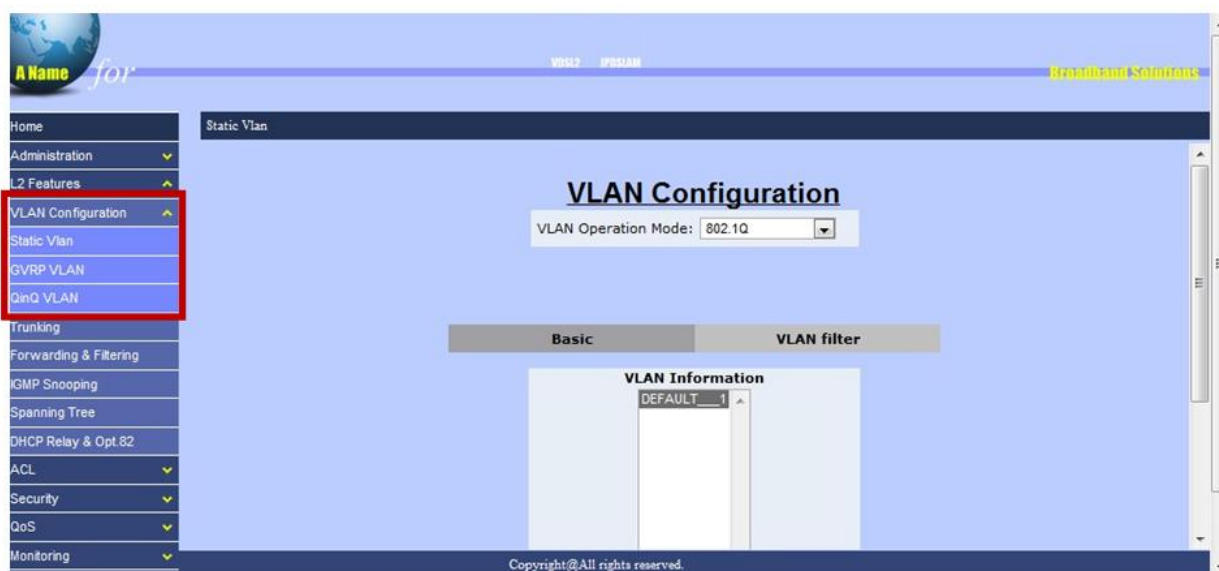 A Name for
VDSL2 IPDSLAM
Broadband Solutions
Home
Administration
L2 Features
VLAN Configuration
Static Vlan
GVRP VLAN
QinQ VLAN
Trunking
Forwarding & Filtering
IGMP Snooping
Spanning Tree
DHCP Relay & Opt.82
ACL
Security
QoS
Monitoring
Static Vlan
VLAN Configuration
VLAN Operation Mode: 802.1Q
Basic VLAN filter
VLAN Information
DEFAULT___1
Copyright@All rights reserved.